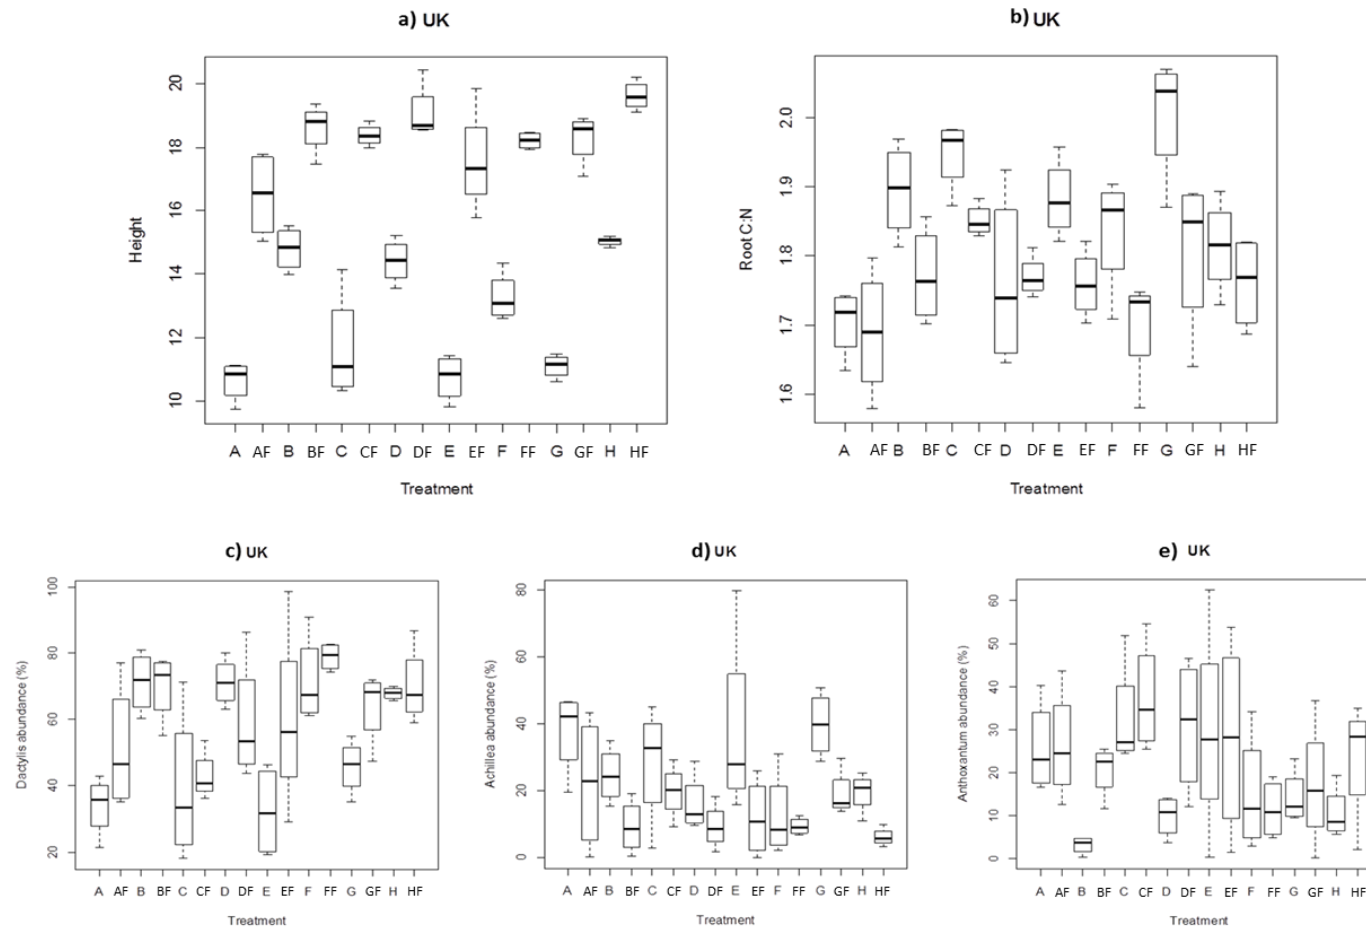 a) UK
Height
10 12 14 16 18 20
A AF B BF C CF D DF E EF F FF G GF H HF
Treatment
b) UK
Root C:N
1.6 1.7 1.8 1.9 2.0
A AF B BF C CF D DF E EF F FF G GF H HF
Treatment
c) UK
Dactylis abundance (%)
20 40 60 80 100
A AF B BF C CF D DF E EF F FF G GF H HF
Treatment
d) UK
Achillea abundance (%)
0 20 40 60 80
A AF B BF C CF D DF E EF F FF G GF H HF
Treatment
e) UK
Anthoxantum abundance (%)
0 10 20 30 40 50 60
A AF B BF C CF D DF E EF F FF G GF H HF
Treatment